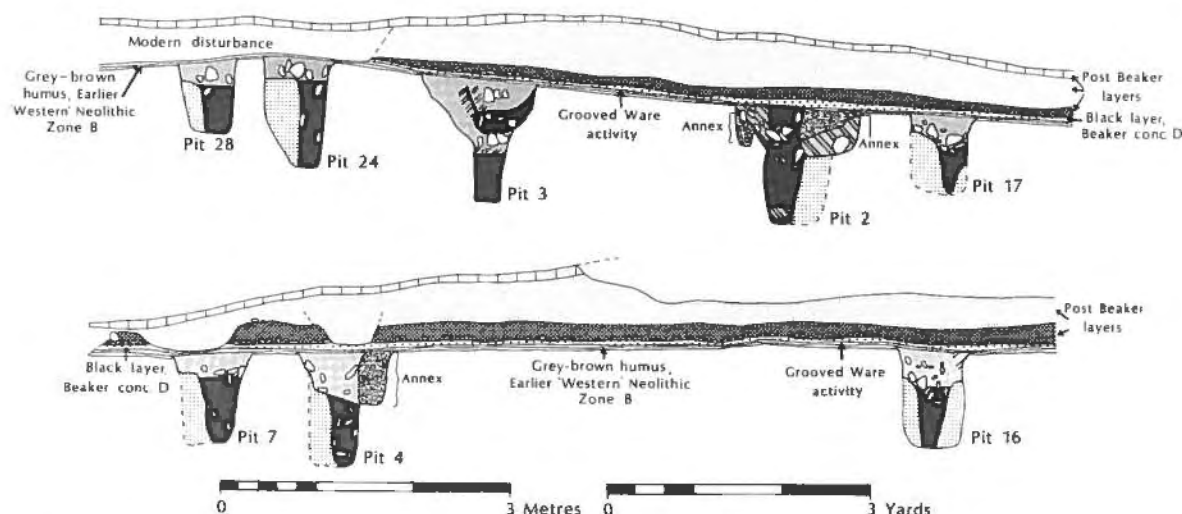 Modern disturbance
Grey-brown
humus, Earlier
'Western' Neolithic
Zone B
Pit 28
Pit 24
Pit 3
Grooved Ware
activity
Annex
Annex
Pit 2
Pit 17
Post Beaker
layers
Black layer,
Beaker conc. D
Black layer,
Beaker conc. D
Pit 7
Pit 4
Annex
Grey-brown humus,
Earlier 'Western' Neolithic
Zone B
Grooved Ware
activity
Pit 16
Post Beaker
layers
0 3 Metres
0 3 Yards